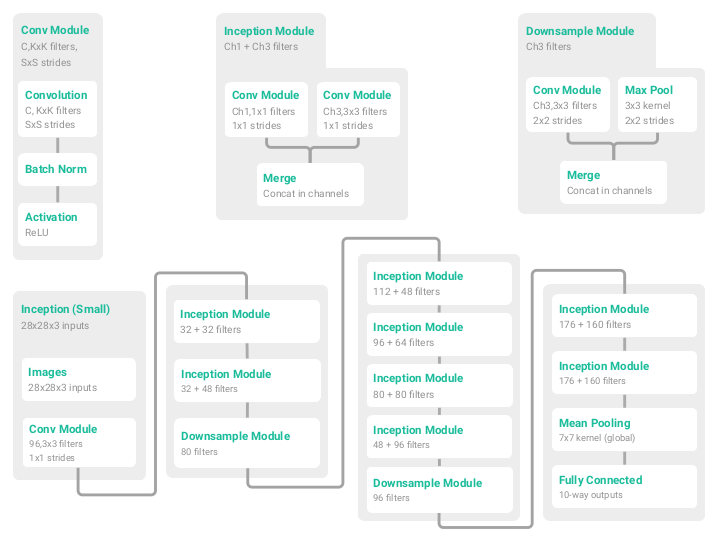 Conv Module
C,KxK filters,
SxS strides
Convolution
C, KxK filters
SxS strides
Batch Norm
Activation
ReLU
Inception Module
Ch1 + Ch3 filters
Conv Module
Ch1,1x1 filters
1x1 strides
Conv Module
Ch3,3x3 filters
1x1 strides
Merge
Concat in channels
Downsample Module
Ch3 filters
Conv Module
Ch3,3x3 filters
2x2 strides
Max Pool
3x3 kernel
2x2 strides
Merge
Concat in channels
Inception (Small)
28x28x3 inputs
Images
28x28x3 inputs
Conv Module
96,3x3 filters
1x1 strides
Inception Module
32 + 32 filters
Inception Module
32 + 48 filters
Downsample Module
80 filters
Inception Module
112 + 48 filters
Inception Module
96 + 64 filters
Inception Module
80 + 80 filters
Inception Module
48 + 96 filters
Downsample Module
96 filters
Inception Module
176 + 160 filters
Inception Module
176 + 160 filters
Mean Pooling
7x7 kernel (global)
Fully Connected
10-way outputs